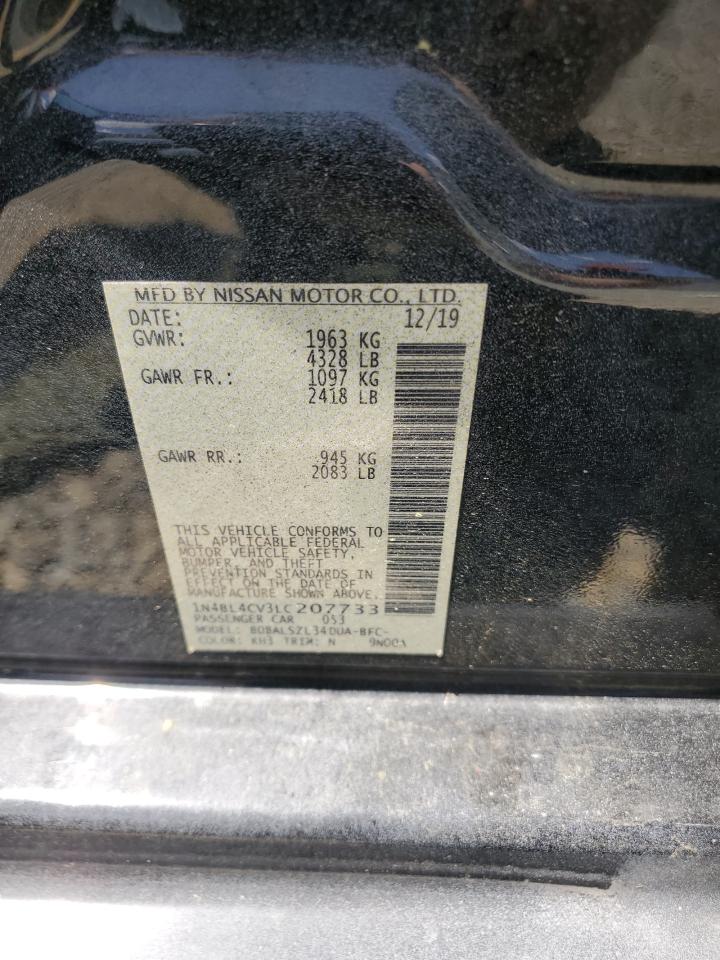 MFD BY NISSAN MOTOR CO., LTD.
DATE: 12/19
GVWR: 1963 KG
4328 LB
GAWR FR.: 1097 KG
2418 LB
GAWR RR.: 945 KG
2083 LB
THIS VEHICLE CONFORMS TO
ALL APPLICABLE FEDERAL
MOTOR VEHICLE SAFETY,
BUMPER, AND THEFT
PREVENTION STANDARDS IN
EFFECT ON THE DATE OF
MANUFACTURE SHOWN ABOVE.
1N4BL4CV3LC207733
PASSENGER CAR 053
MODEL: BDBALSZL34DUA-BFC-
COLOR: KH3 TRIM: N